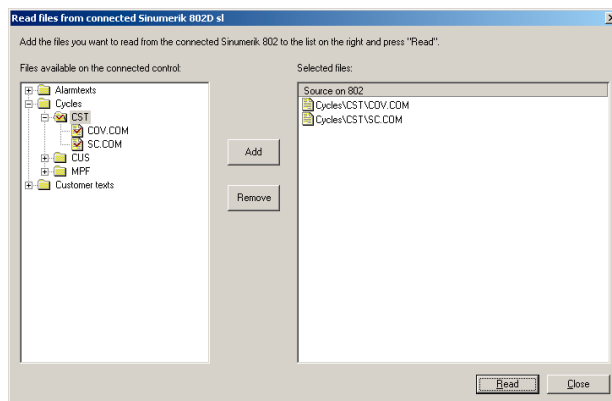 Read files from connected Sinumerik 802D sl
Add the files you want to read from the connected Sinumerik 802 to the list on the right and press "Read".
Files available on the connected control:
Selected files:
Alarmtexts
Cycles
CST
COV.COM
SC.COM
CUS
MPF
Customer texts
Add
Remove
Source on 802
Cycles\CST\COV.COM
Cycles\CST\SC.COM
Read
Close